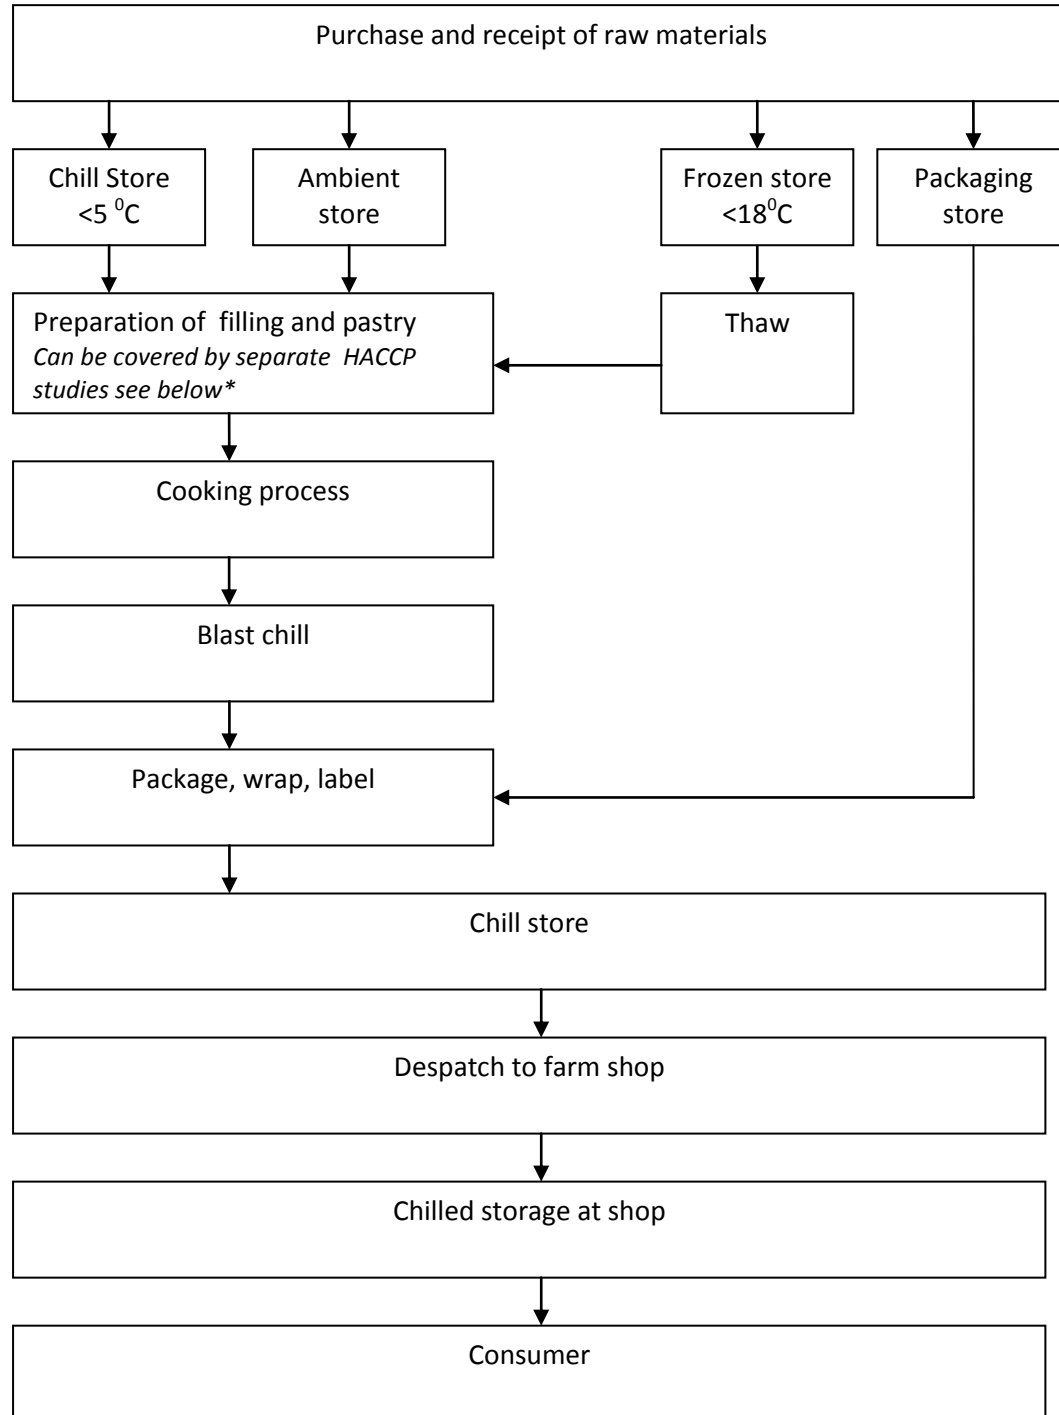 Purchase and receipt of raw materials
Chill Store
<5 ⁰C
Ambient
store
Frozen store
<18⁰C
Packaging
store
Preparation of  filling and pastry
Can be covered by separate  HACCP
studies see below*
Thaw
Cooking process
Blast chill
Package, wrap, label
Chill store
Despatch to farm shop
Chilled storage at shop
Consumer